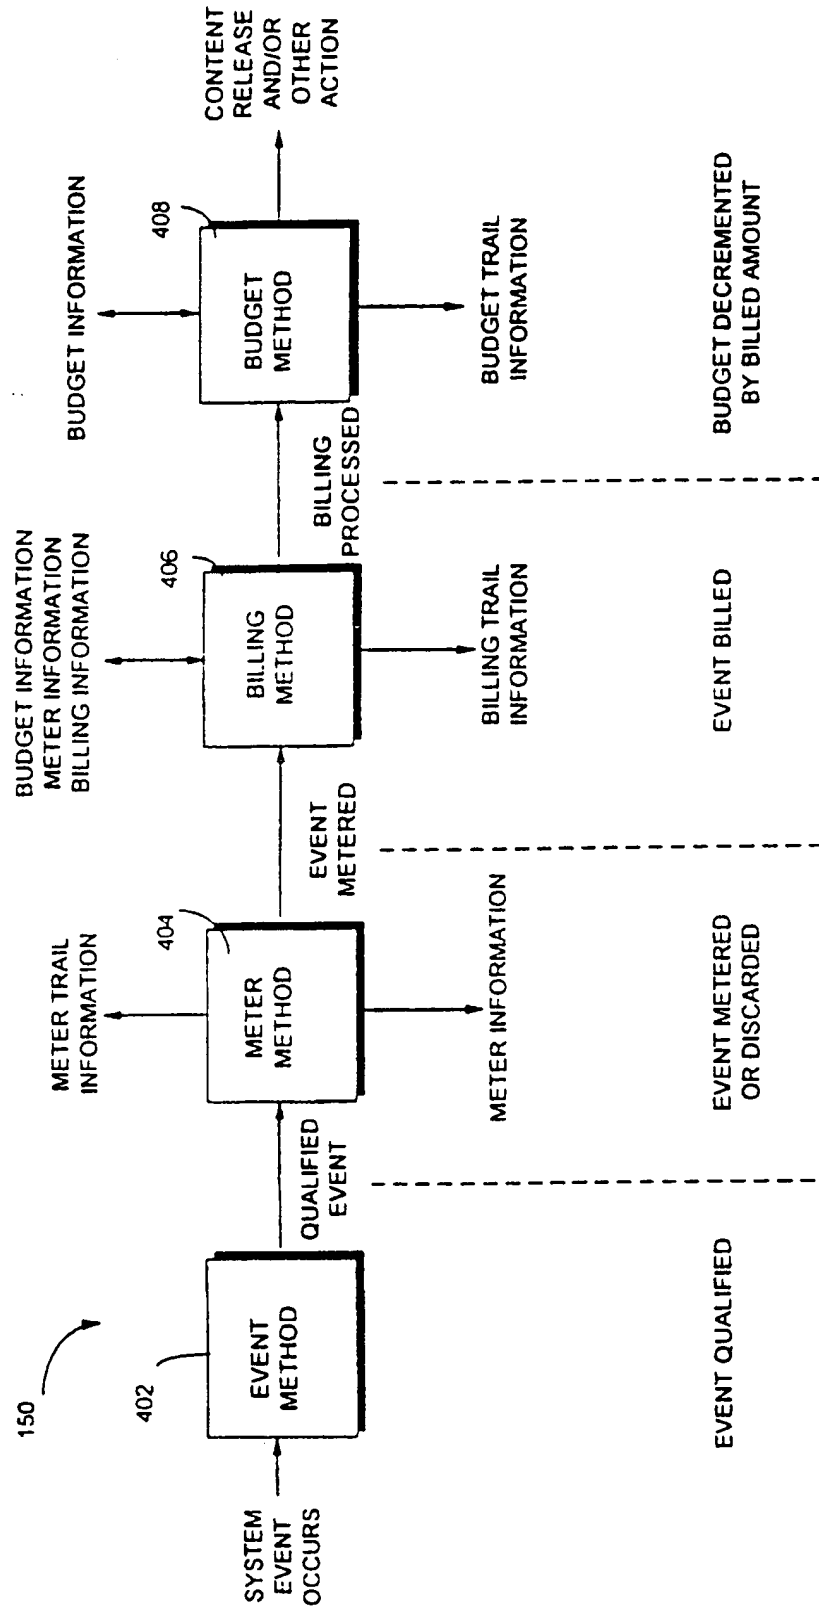 150
SYSTEM
EVENT
OCCURS
402
EVENT
METHOD
QUALIFIED
EVENT
METER TRAIL
INFORMATION
404
METER
METHOD
METER INFORMATION
EVENT
METERED
BUDGET INFORMATION
METER INFORMATION
BILLING INFORMATION
406
BILLING
METHOD
BILLING TRAIL
INFORMATION
BILLING
PROCESSED
BUDGET INFORMATION
408
BUDGET
METHOD
BUDGET TRAIL
INFORMATION
CONTENT
RELEASE
AND/OR
OTHER
ACTION
EVENT QUALIFIED
EVENT METERED
OR DISCARDED
EVENT BILLED
BUDGET DECREMENTED
BY BILLED AMOUNT